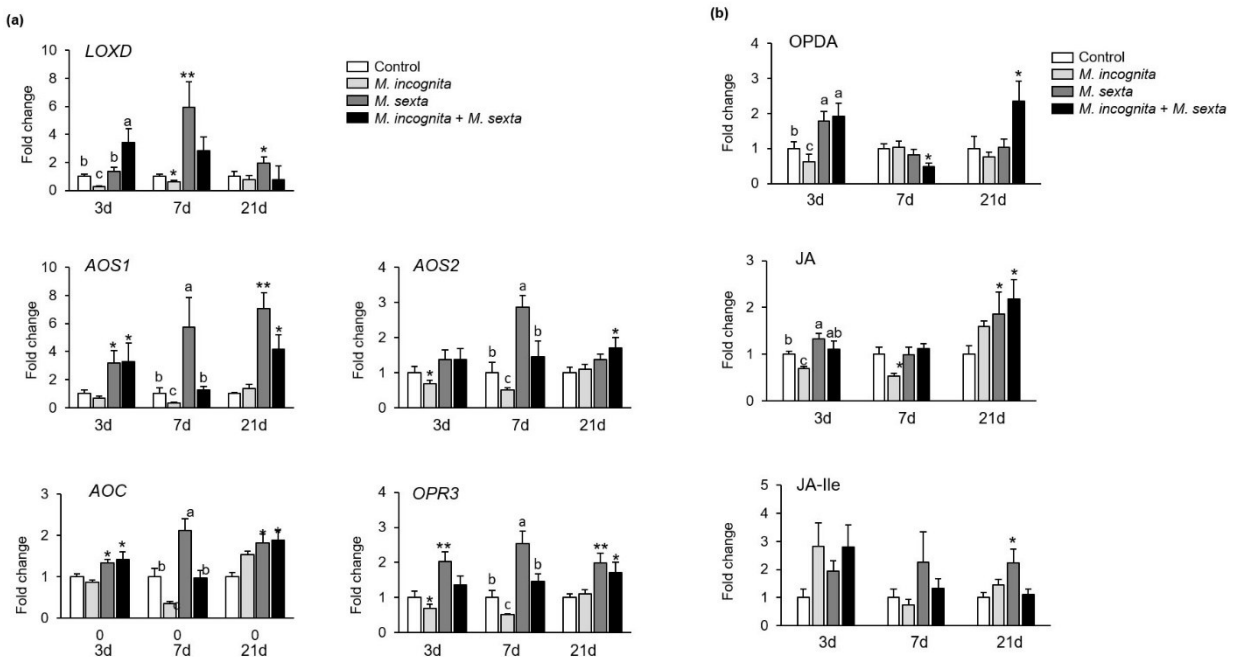 (a)
LOXD
Fold change
10
8
6
4
2
0
b
c
b
a
*
**
*
3d
7d
21d
Control
M. incognita
M. sexta
M. incognita + M. sexta
AOS1
Fold change
10
8
6
4
2
0
*
*
b
c
a
b
**
*
3d
7d
21d
AOS2
Fold change
4
3
2
1
0
*
b
c
a
b
*
3d
7d
21d
AOC
Fold change
3
2
1
0
*
*
b
c
a
b
*
*
0
0
0
3d
7d
21d
OPR3
Fold change
4
3
2
1
0
*
**
b
c
a
b
**
*
3d
7d
21d
(b)
OPDA
Fold change
4
3
2
1
0
b
c
a
a
*
*
3d
7d
21d
Control
M. incognita
M. sexta
M. incognita + M. sexta
JA
Fold change
3
2
1
0
b
c
a
ab
*
*
*
3d
7d
21d
JA-Ile
Fold change
5
4
3
2
1
0
*
3d
7d
21d